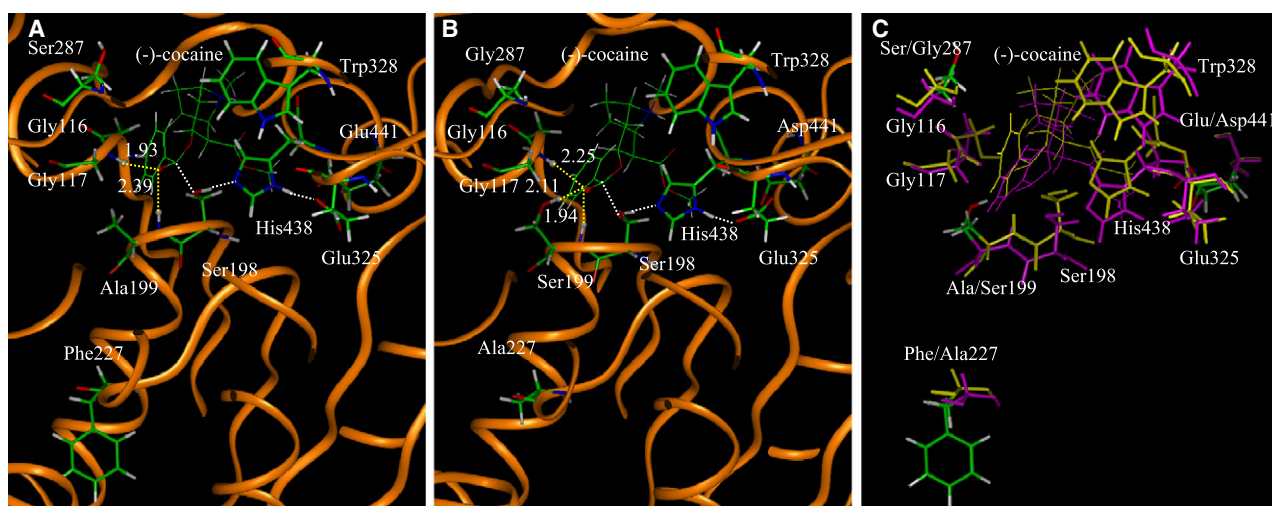 A
Ser287
(-)-cocaine
Trp328
Gly116
Glu441
1.93
Gly117
2.39
His438
Glu325
Ser198
Ala199
Phe227
B
Gly287
(-)-cocaine
Trp328
Gly116
Asp441
2.25
Gly117
2.11
1.94
His438
Glu325
Ser198
Ser199
Ala227
C
Ser/Gly287
(-)-cocaine
Trp328
Gly116
Glu/Asp441
Gly117
His438
Glu325
Ser198
Ala/Ser199
Phe/Ala227